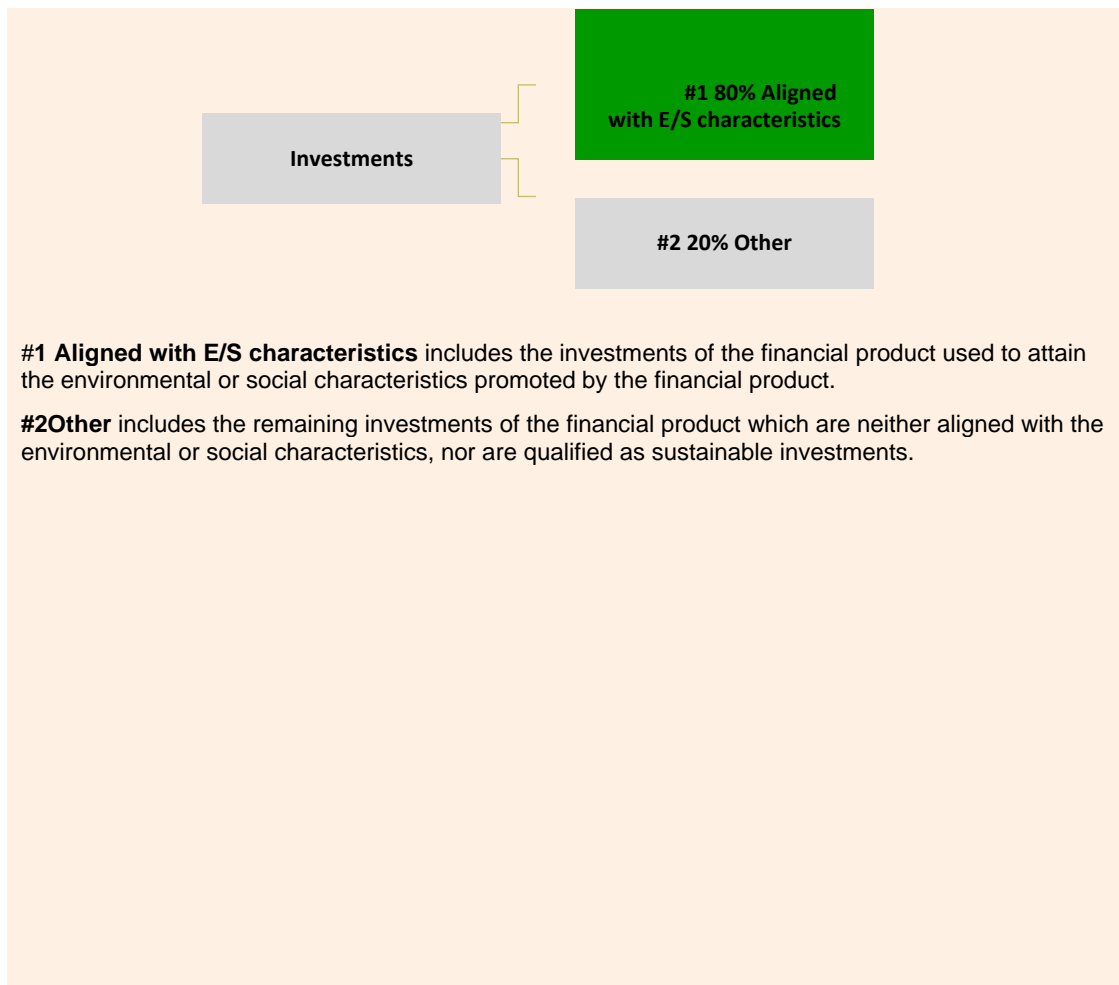 #1 80% Aligned
with E/S characteristics
Investments
#2 20% Other
#1 Aligned with E/S characteristics includes the investments of the financial product used to attain
the environmental or social characteristics promoted by the financial product.
#2Other includes the remaining investments of the financial product which are neither aligned with the
environmental or social characteristics, nor are qualified as sustainable investments.